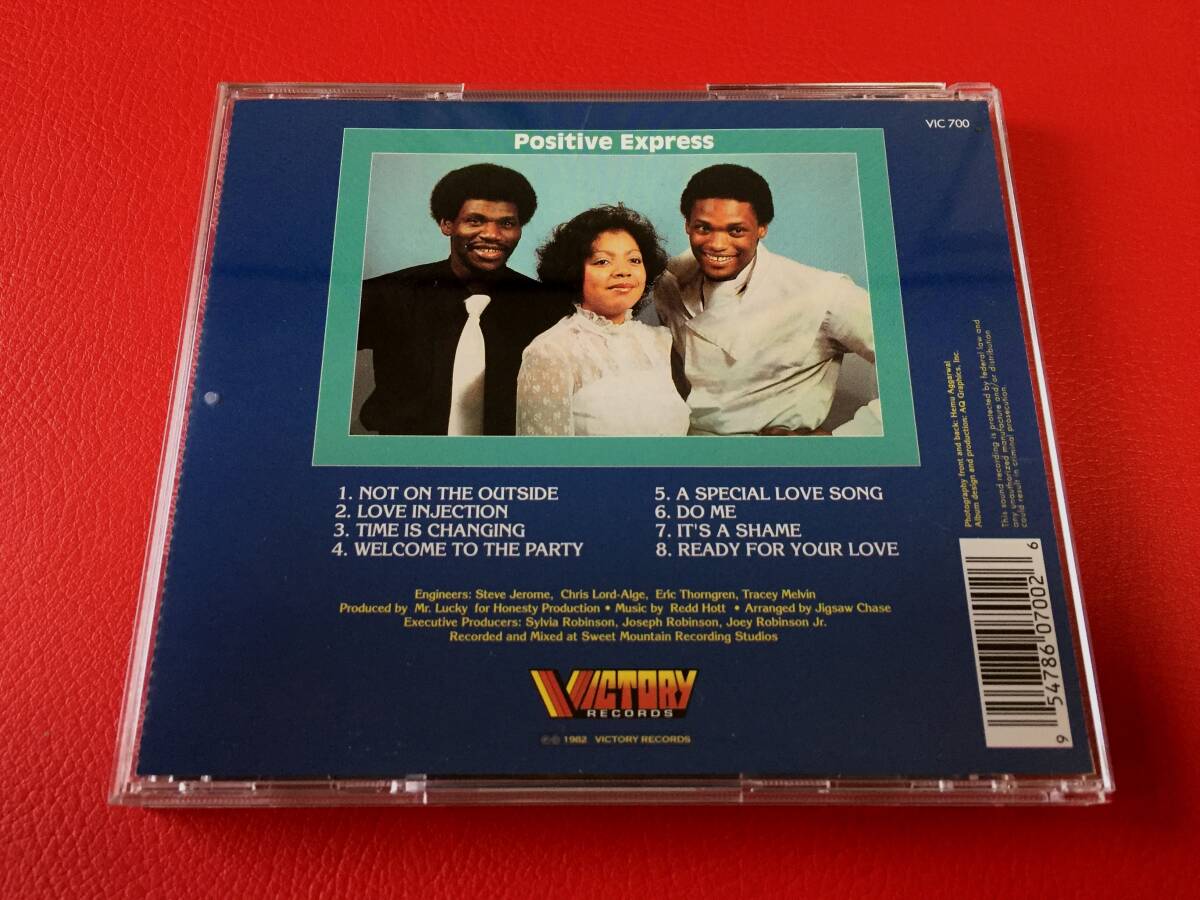 VIC 700
Positive Express
1. NOT ON THE OUTSIDE
2. LOVE INJECTION
3. TIME IS CHANGING
4. WELCOME TO THE PARTY
5. A SPECIAL LOVE SONG
6. DO ME
7. IT'S A SHAME
8. READY FOR YOUR LOVE
Engineers: Steve Jerome, Chris Lord-Alge, Eric Thorngren, Tracey Melvin
Produced by Mr. Lucky for Honesty Production • Music by Redd Hott • Arranged by Jigsaw Chase
Executive Producers: Sylvia Robinson, Joseph Robinson, Joey Robinson Jr.
Recorded and Mixed at Sweet Mountain Recording Studios
VICTORY
RECORDS
℗© 1982 VICTORY RECORDS
Photography front and back: Hemu Aggarwal
Album design and production: AQ Graphics, Inc.
This sound recording is protected by federal law and
any unauthorized manufacture and/or distribution
could result in criminal prosecution.
9 54786 07002 6